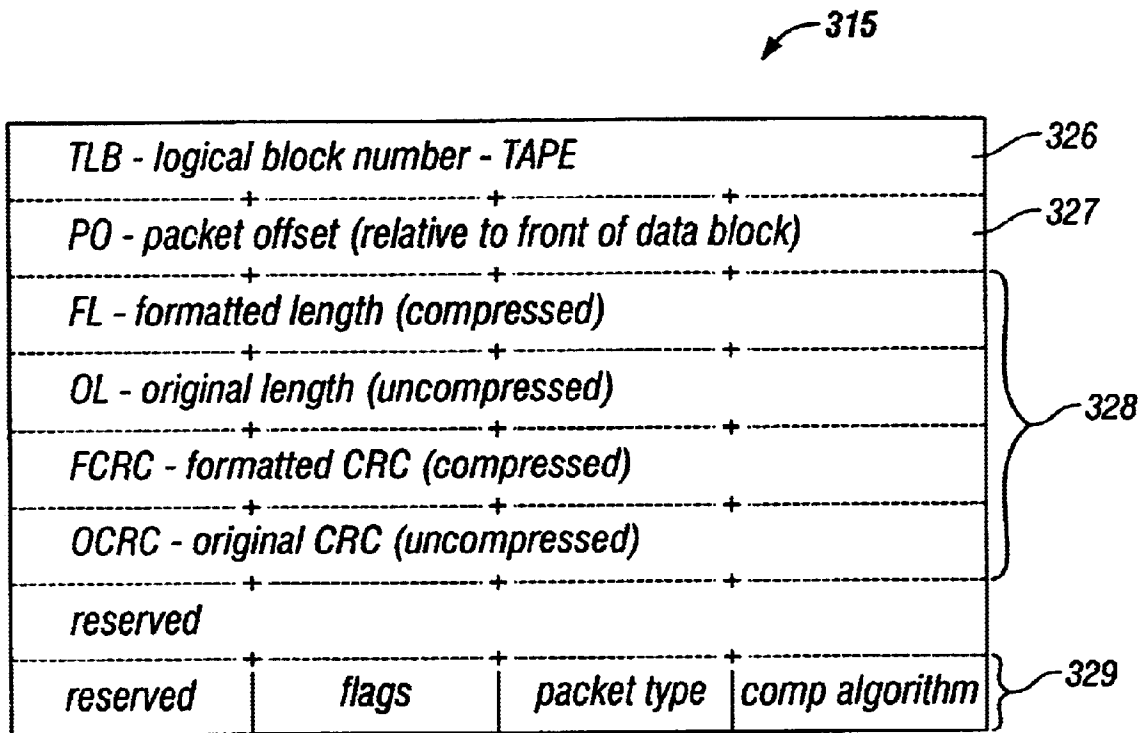 315
TLB - logical block number - TAPE 326
PO - packet offset (relative to front of data block) 327
FL - formatted length (compressed)
OL - original length (uncompressed)
328
FCRC - formatted CRC (compressed)
OCRC - original CRC (uncompressed)
reserved
reserved flags packet type comp algorithm 329